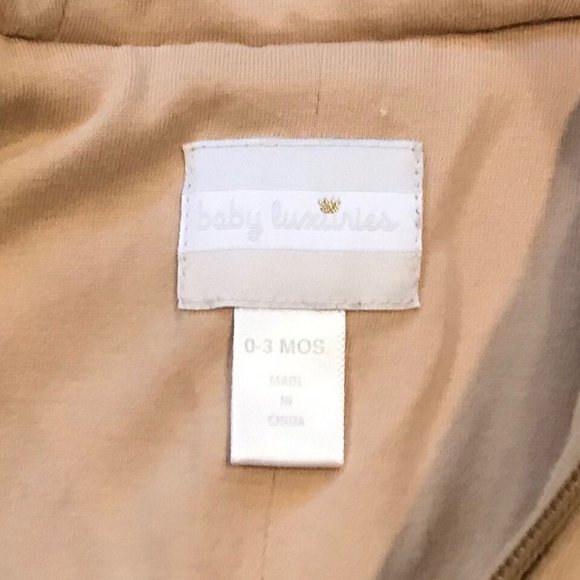 baby luxuries
0-3 MOS.
MADE
IN
CHINA